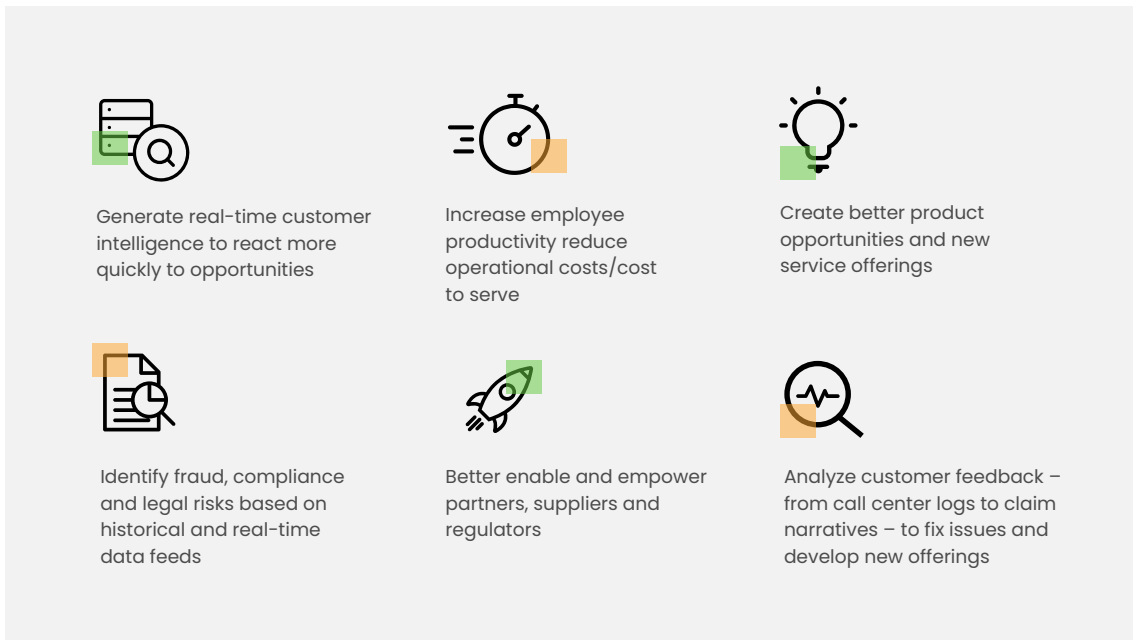 Generate real-time customer
intelligence to react more
quickly to opportunities
Increase employee
productivity reduce
operational costs/cost
to serve
Create better product
opportunities and new
service offerings
Identify fraud, compliance
and legal risks based on
historical and real-time
data feeds
Better enable and empower
partners, suppliers and
regulators
Analyze customer feedback –
from call center logs to claim
narratives – to fix issues and
develop new offerings